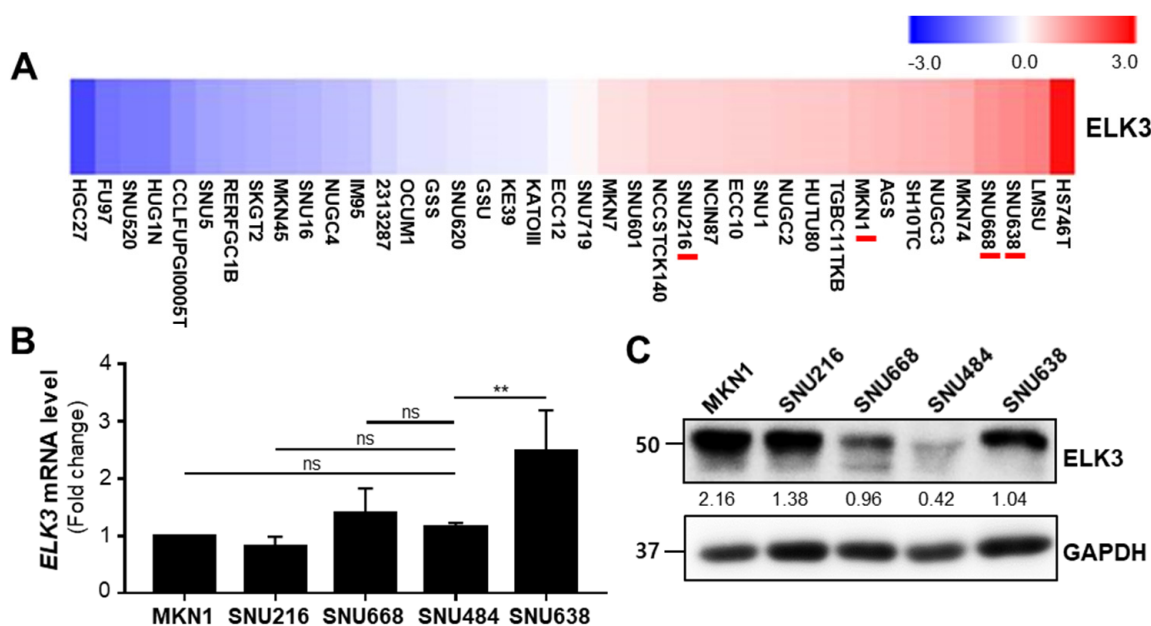 A
-3.0 0.0 3.0
ELK3
HGC27
FU97
SNU520
HUG1N
CCLFUPGI0005T
SNU5
RERFGC1B
SKGT2
MKN45
SNU16
NUGC4
IM95
2313287
OCUM1
GSS
SNU620
GSU
KE39
KATOIII
ECC12
SNU719
MKN7
SNU601
NCCSTCK140
SNU216
NCIN87
ECC10
SNU1
NUGC2
HUTU80
TGBC11TKB
MKN1
AGS
SH10TC
NUGC3
MKN74
SNU668
SNU638
LMSU
HS746T
B
ELK3 mRNA level
(Fold change)
4
3
2
1
0
ns
ns
ns
**
MKN1 SNU216 SNU668 SNU484 SNU638
C
MKN1 SNU216 SNU668 SNU484 SNU638
50
ELK3
2.16 1.38 0.96 0.42 1.04
37
GAPDH